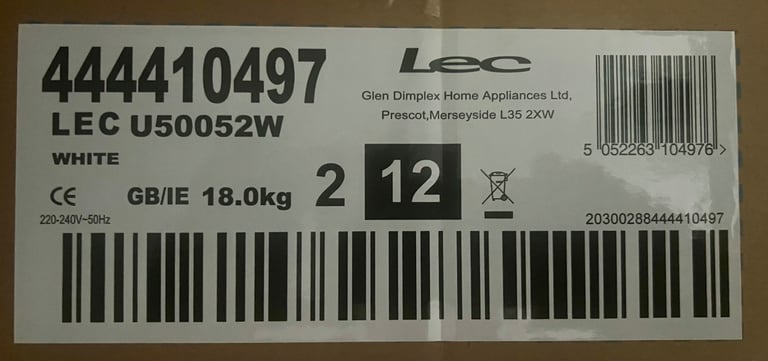 444410497
LEC U50052W
WHITE
CE
GB/IE 18.0kg
220-240V~50Hz
2
12
Lec
Glen Dimplex Home Appliances Ltd,
Prescot,Merseyside L35 2XW
5 052263 104976 >
20300288444410497